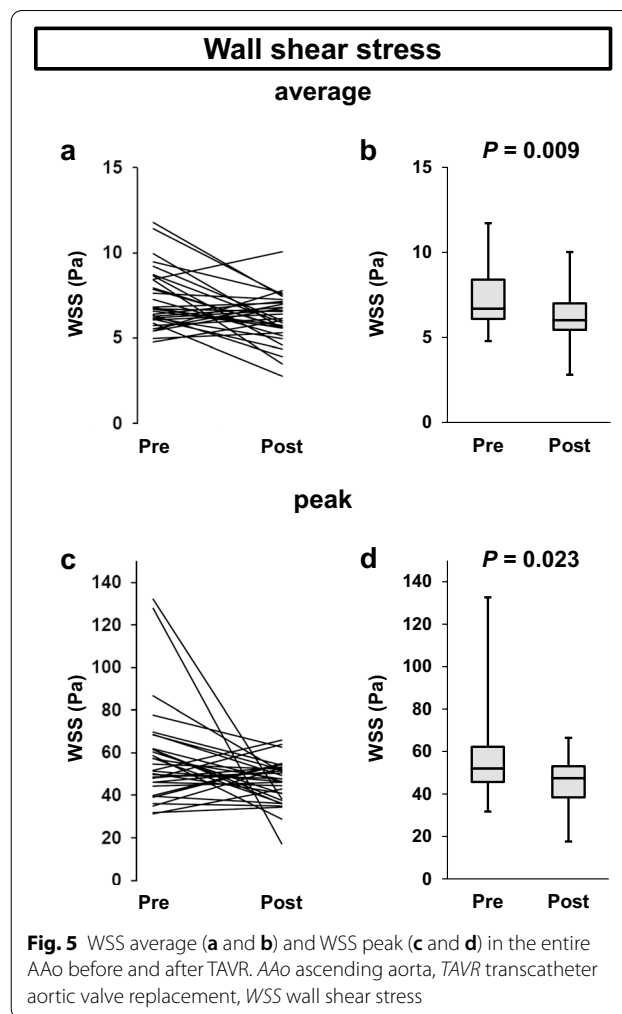 Wall shear stress
average
a
b
P = 0.009
15
10
5
0
WSS (Pa)
Pre
Post
15
10
5
0
WSS (Pa)
Pre
Post
peak
c
d
P = 0.023
140
120
100
80
60
40
20
0
WSS (Pa)
Pre
Post
140
120
100
80
60
40
20
0
WSS (Pa)
Pre
Post
Fig. 5 WSS average (a and b) and WSS peak (c and d) in the entire
AAo before and after TAVR. AAo ascending aorta, TAVR transcatheter
aortic valve replacement, WSS wall shear stress